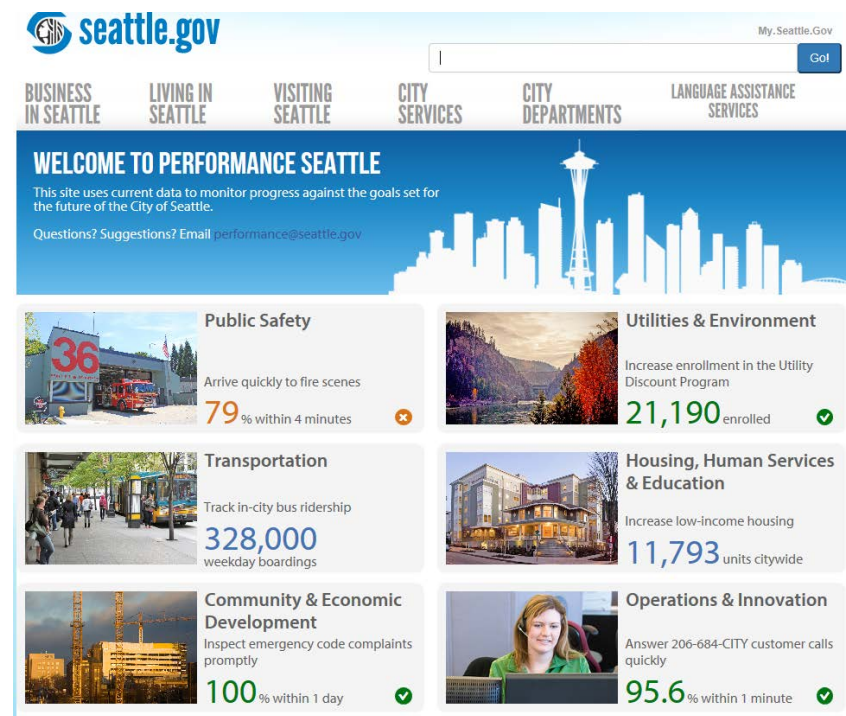 seattle.gov
My.Seattle.Gov
Go!
BUSINESS
IN SEATTLE
LIVING IN
SEATTLE
VISITING
SEATTLE
CITY
SERVICES
CITY
DEPARTMENTS
LANGUAGE ASSISTANCE
SERVICES
WELCOME TO PERFORMANCE SEATTLE
This site uses current data to monitor progress against the goals set for
the future of the City of Seattle.
Questions? Suggestions? Email performance@seattle.gov
36
Public Safety
Arrive quickly to fire scenes
79 % within 4 minutes
Utilities & Environment
Increase enrollment in the Utility
Discount Program
21,190 enrolled
Transportation
Track in-city bus ridership
328,000
weekday boardings
Housing, Human Services
& Education
Increase low-income housing
11,793 units citywide
Community & Economic
Development
Inspect emergency code complaints
promptly
100 % within 1 day
Operations & Innovation
Answer 206-684-CITY customer calls
quickly
95.6 % within 1 minute